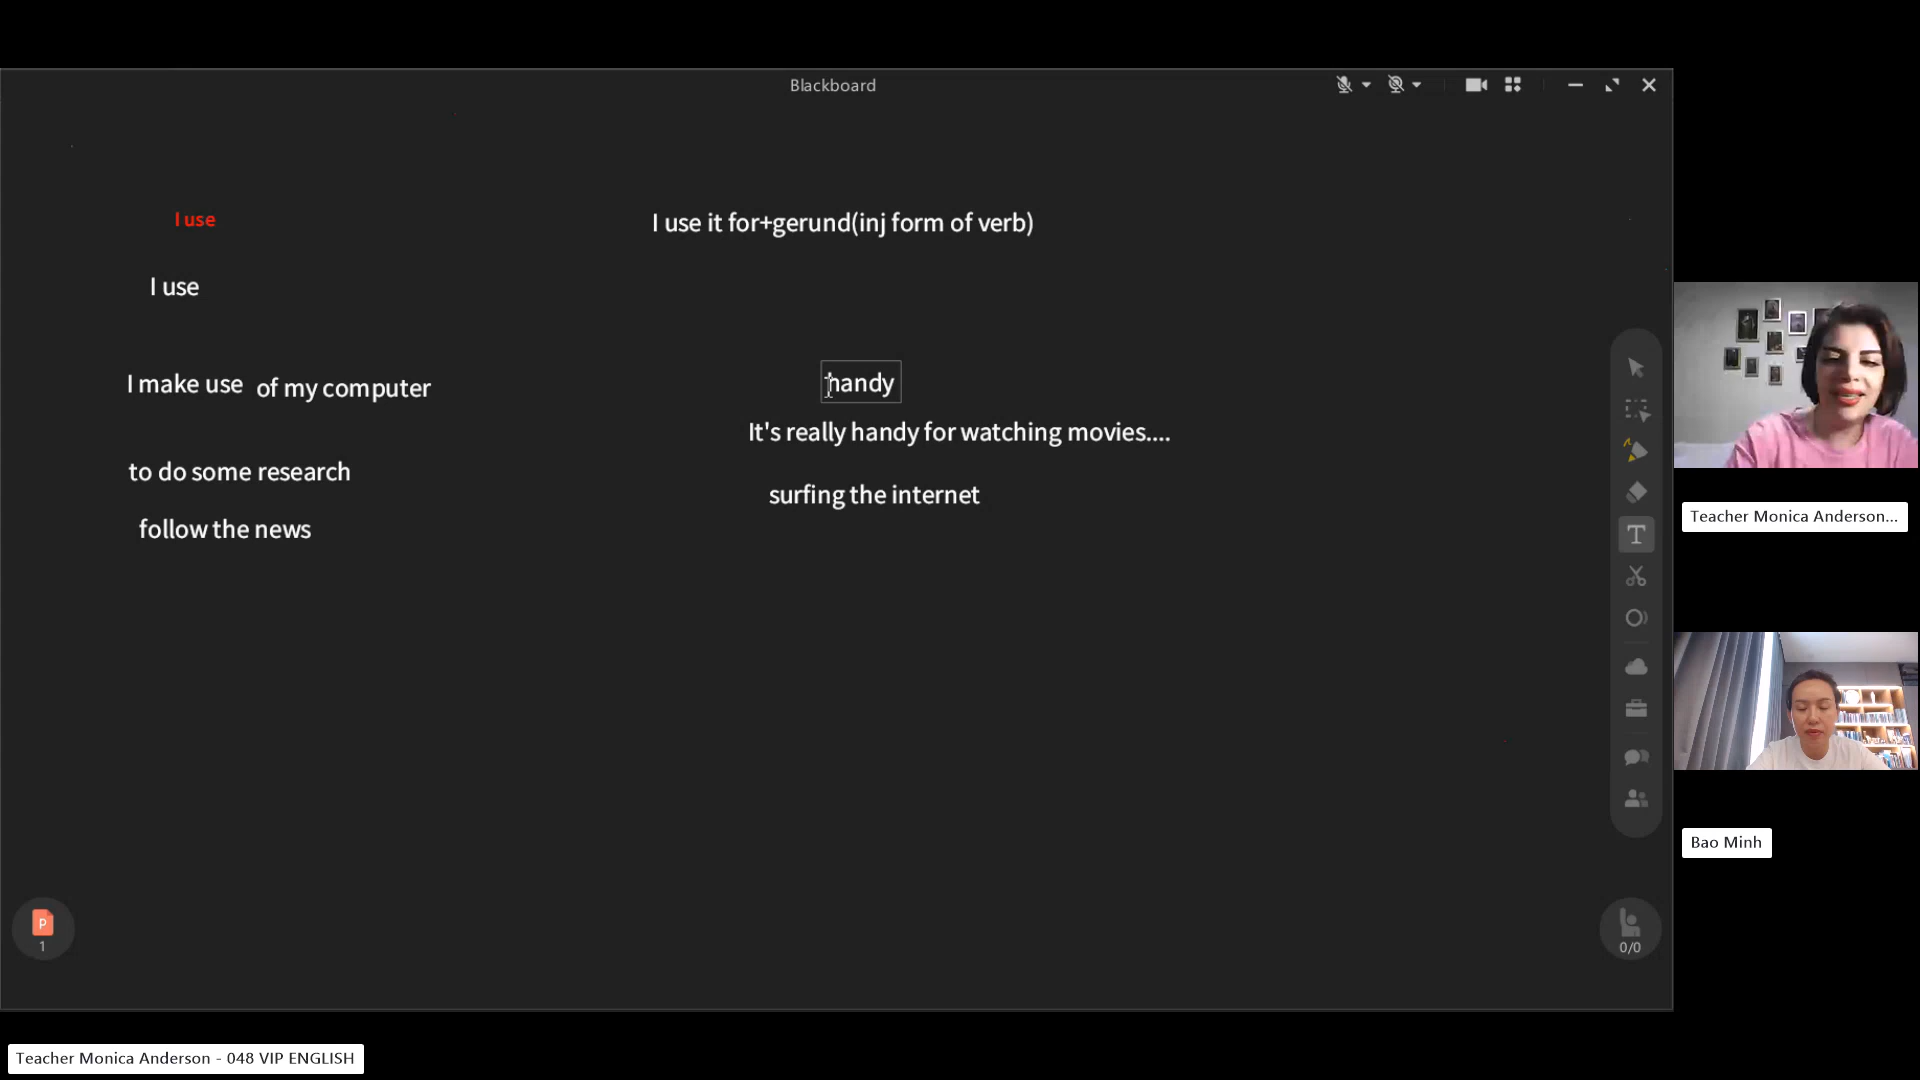 Blackboard
I use
I use it for+gerund(inj form of verb)
I use
I make use of my computer
handy
It's really handy for watching movies....
to do some research
surfing the internet
follow the news
T
Teacher Monica Anderson...
Bao Minh
P
1
0/0
Teacher Monica Anderson - 048 VIP ENGLISH